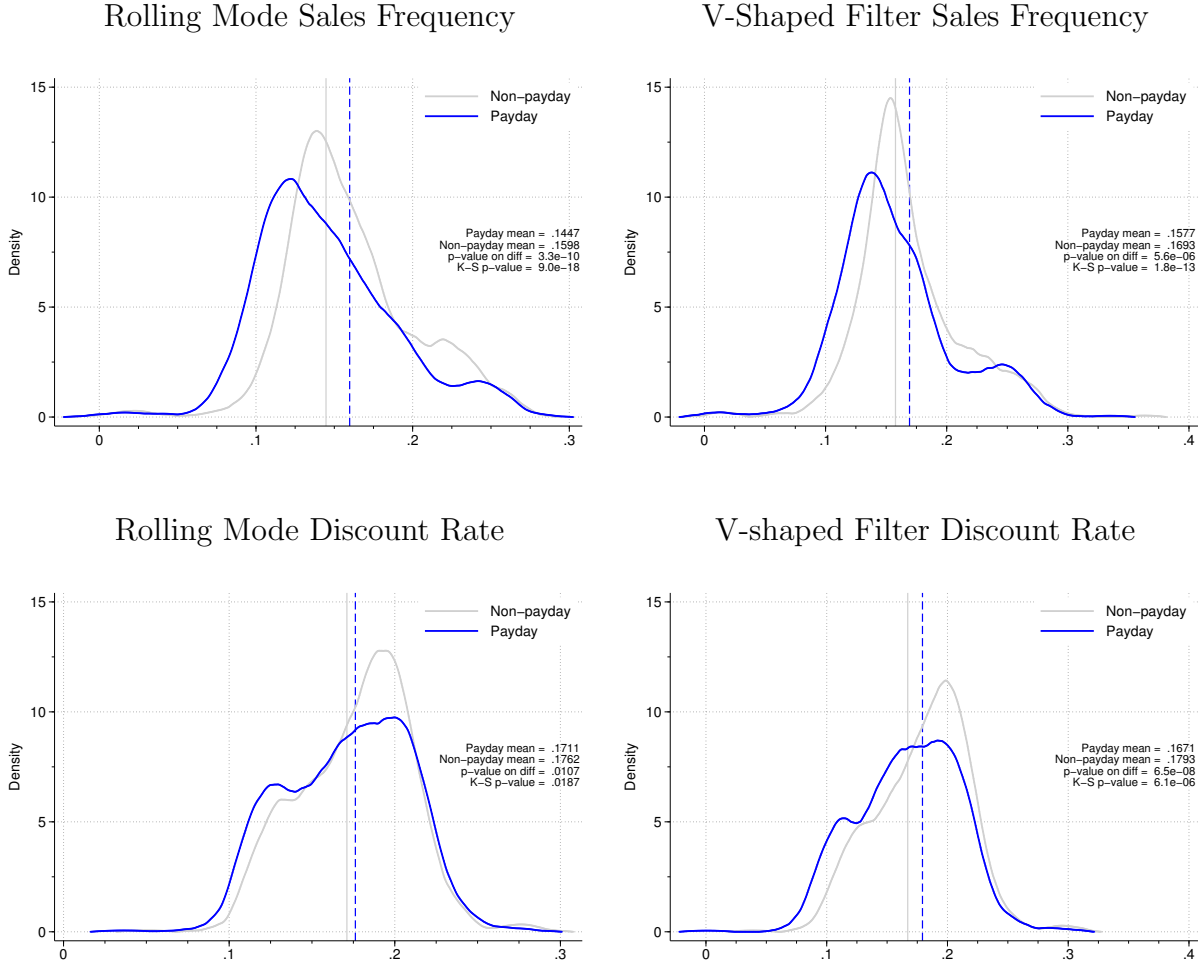 Rolling Mode Sales Frequency
15
10
5
0
Density
0
.1
.2
.3
Non−payday
Payday
Payday mean = .1447
Non-payday mean = .1598
p-value on diff = 3.3e-10
K−S p-value = 9.0e-18
V-Shaped Filter Sales Frequency
15
10
5
0
Density
0
.1
.2
.3
.4
Non−payday
Payday
Payday mean = .1577
Non-payday mean = .1693
p-value on diff = 5.6e-06
K−S p-value = 1.8e-13
Rolling Mode Discount Rate
15
10
5
0
Density
0
.1
.2
.3
Non−payday
Payday
Payday mean = .1711
Non-payday mean = .1762
p-value on diff = .0107
K−S p-value = .0187
V-shaped Filter Discount Rate
15
10
5
0
Density
0
.1
.2
.3
.4
Non−payday
Payday
Payday mean = .1671
Non-payday mean = .1793
p-value on diff = 6.5e-08
K−S p-value = 6.1e-06